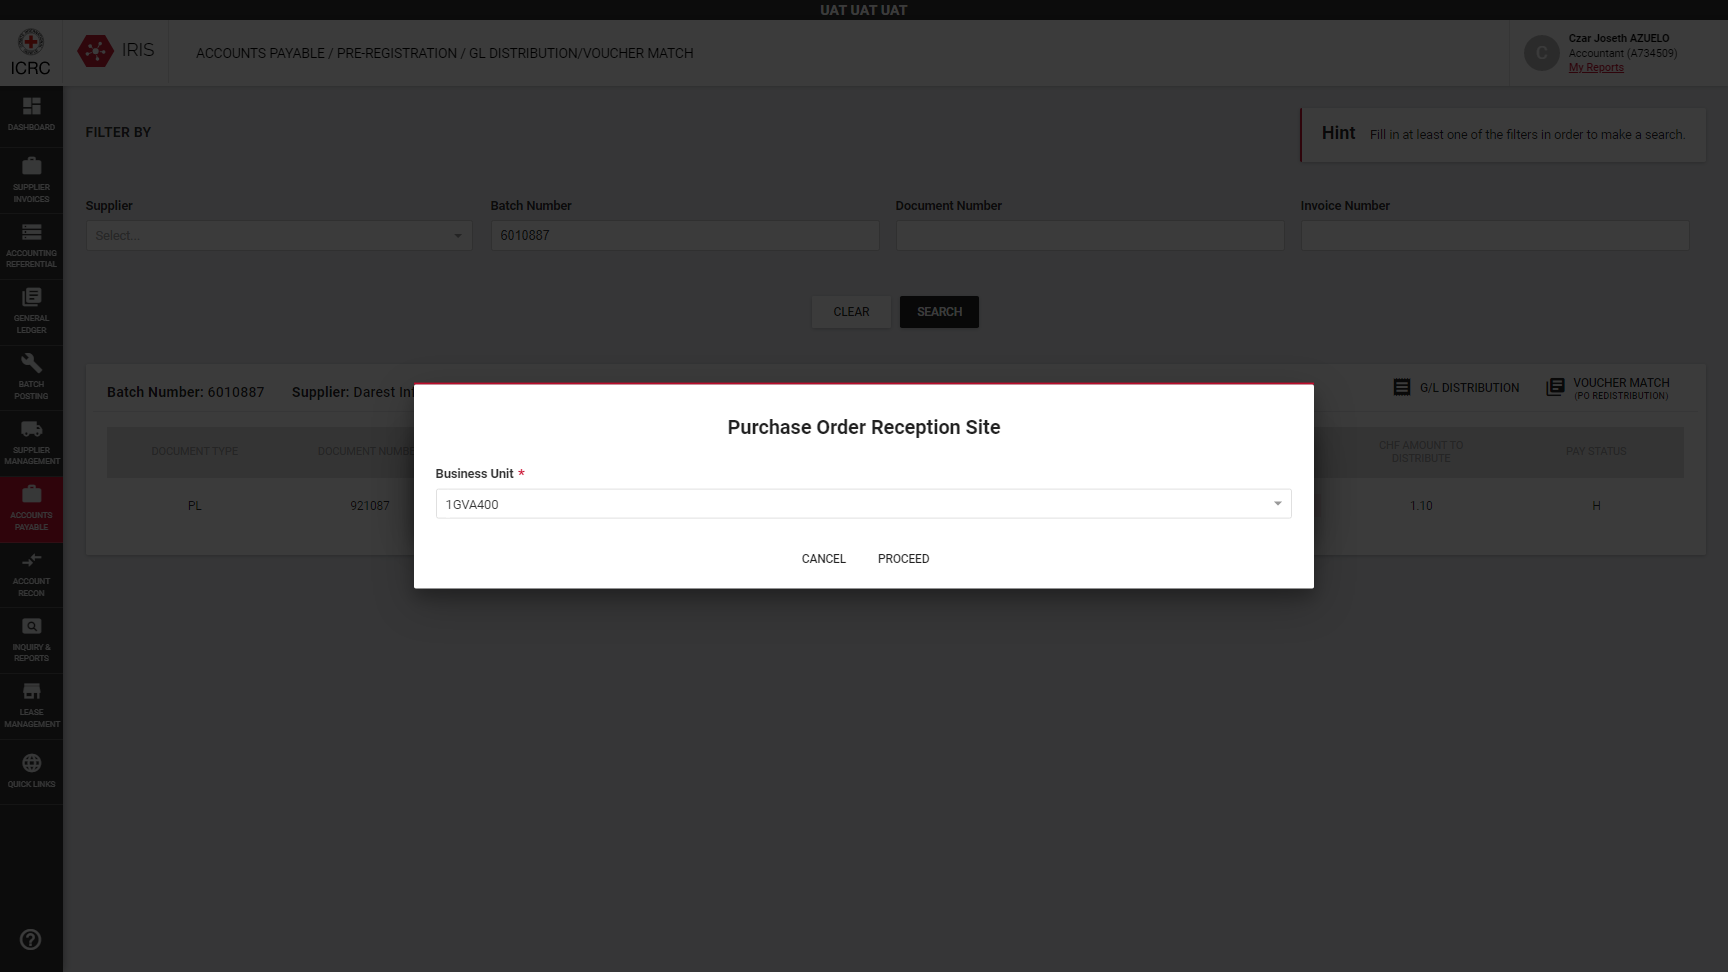 UAT UAT UAT
ICRC
IRIS
ACCOUNTS PAYABLE / PRE-REGISTRATION / GL DISTRIBUTION/VOUCHER MATCH
C
Czar Joseth AZUELO
Accountant (A734509)
My Reports
DASHBOARD
SUPPLIER
INVOICES
ACCOUNTING
REFERENTIAL
GENERAL
LEDGER
BATCH
POSTING
SUPPLIER
MANAGEMENT
ACCOUNTS
PAYABLE
ACCOUNT
RECON
INQUIRY &
REPORTS
LEASE
MANAGEMENT
QUICK LINKS
FILTER BY
Hint Fill in at least one of the filters in order to make a search.
Supplier
Select...
Batch Number
6010887
Document Number
Invoice Number
CLEAR
SEARCH
Batch Number: 6010887 Supplier: Darest
G/L DISTRIBUTION
VOUCHER MATCH
(PO REDISTRIBUTION)
DOCUMENT TYPE
DOCUMENT
CHF AMOUNT TO
DISTRIBUTE
PAY STATUS
PL
921087
1.10
H
Purchase Order Reception Site
Business Unit *
1GVA400
CANCEL
PROCEED